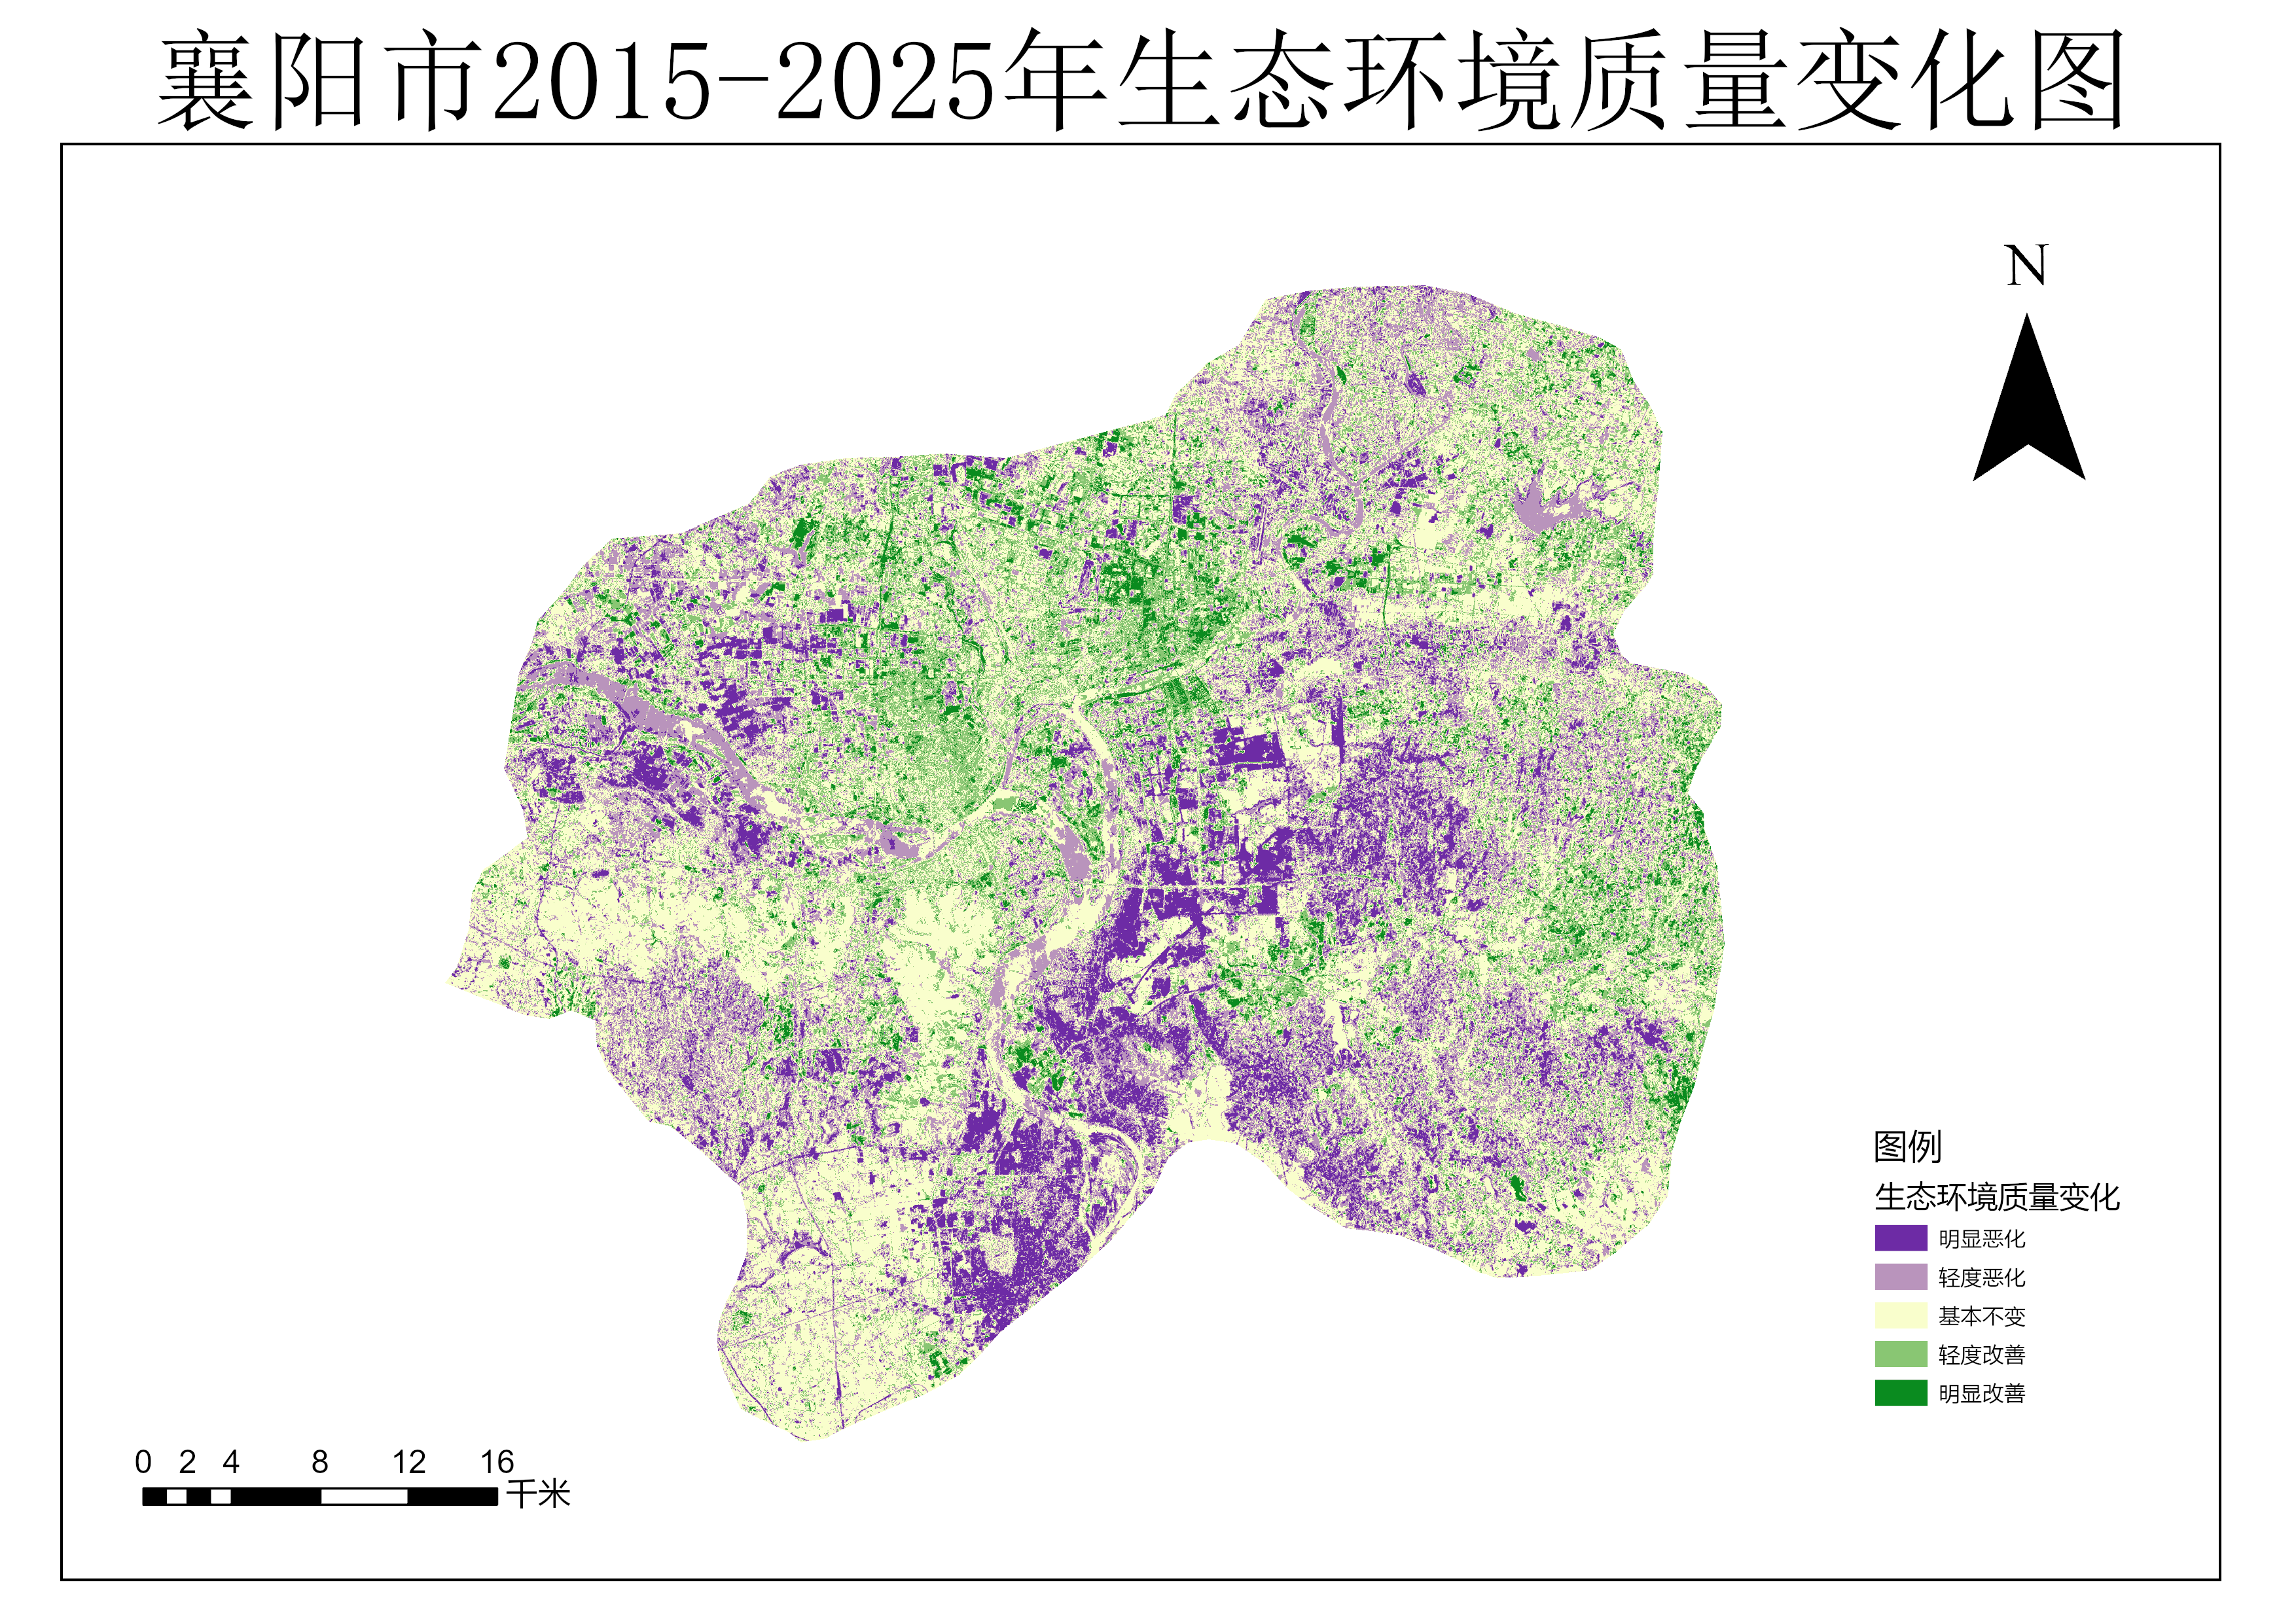 襄阳市2015-2025年生态环境质量变化图
N
图例
生态环境质量变化
明显恶化
轻度恶化
基本不变
轻度改善
明显改善
0 2 4 8 12 16
千米